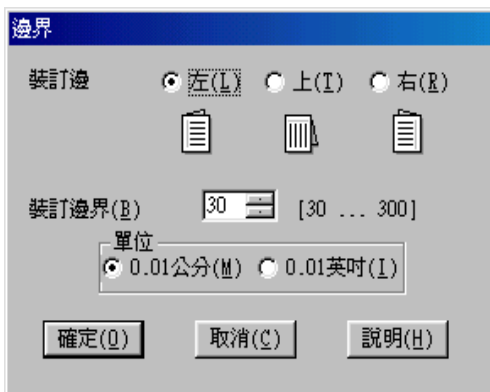 邊界
裝訂邊 左(L) 上(T) 右(R)
裝訂邊界(B) 30 [30 ... 300]
單位
0.01公分(M) 0.01英吋(I)
確定(O) 取消(C) 說明(H)